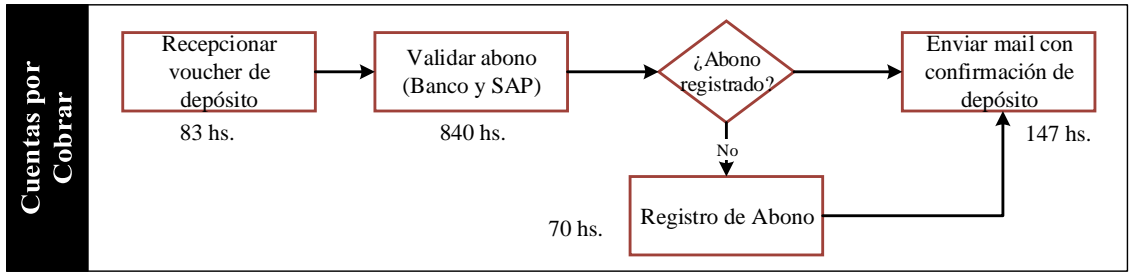 Cuentas por
Cobrar
Recepcionar
voucher de
depósito
83 hs.
Validar abono
(Banco y SAP)
840 hs.
¿Abono
registrado?
No
Registro de Abono
70 hs.
Enviar mail con
confirmación de
depósito
147 hs.